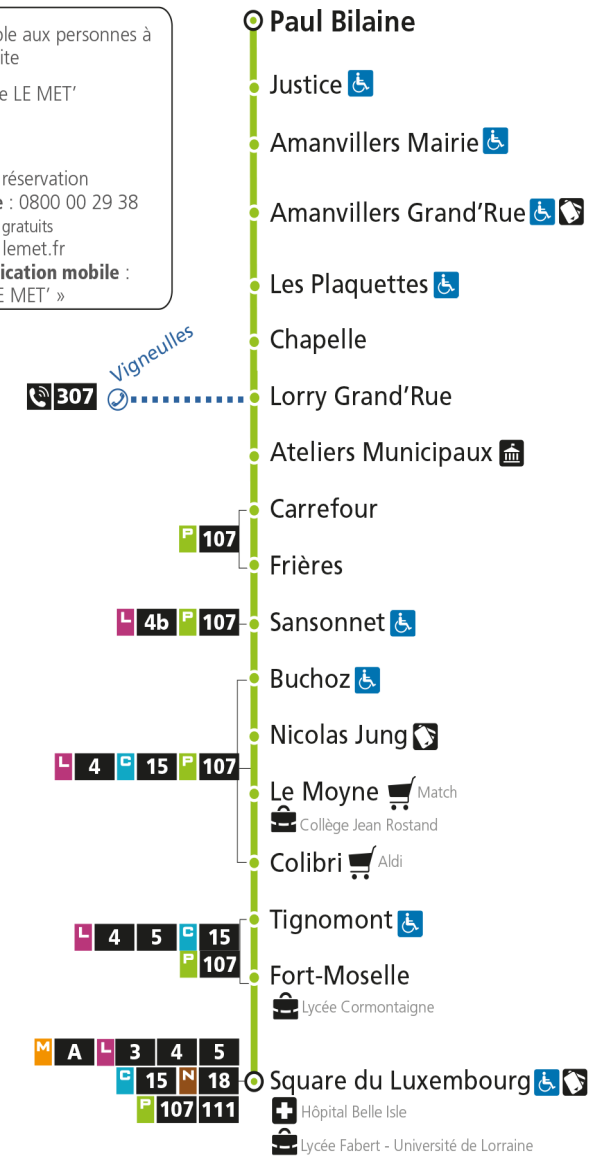 Paul Bilaine
aux personnes à
LE MET’
réservation
: 0800 00 29 38
gratuits
lemet.fr
mobile :
MET’ »
Justice
Amanvillers Mairie
Amanvillers Grand’Rue
Les Plaquettes
Chapelle
Vigneulles
307
Lorry Grand’Rue
Ateliers Municipaux
Carrefour
P 107
Frières
L 4b P 107
Sansonnet
Buchoz
Nicolas Jung
L 4 C 15 P 107
Le Moyne Match
Collège Jean Rostand
Colibri Aldi
Tignomont
L 4 5 C 15
P 107
Fort-Moselle
Lycée Cormontaigne
M A L 3 4 5
C 15 N 18
P 107 111
Square du Luxembourg
Hôpital Belle Isle
Lycée Fabert - Université de Lorraine